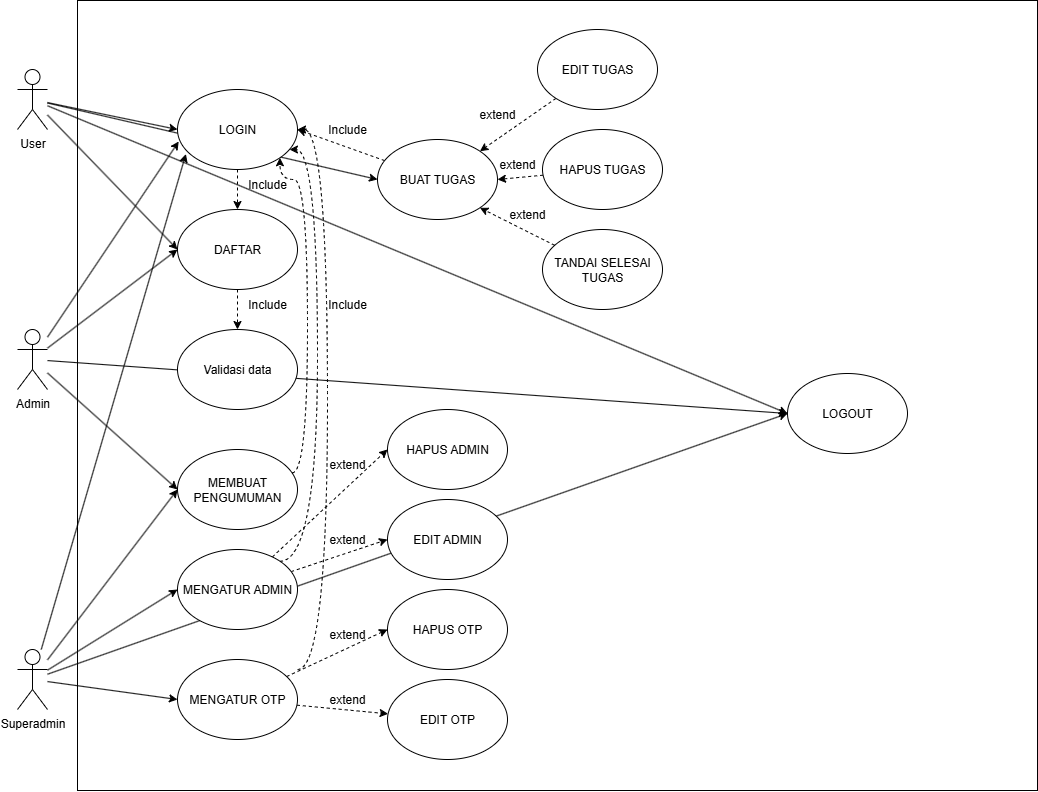 EDIT TUGAS
extend
User
LOGIN
Include
BUAT TUGAS
extend
HAPUS TUGAS
Include
extend
DAFTAR
TANDAI SELESAI
TUGAS
Include
Include
Validasi data
Admin
LOGOUT
HAPUS ADMIN
extend
MEMBUAT
PENGUMUMAN
extend
EDIT ADMIN
MENGATUR ADMIN
HAPUS OTP
extend
Superadmin
MENGATUR OTP
extend
EDIT OTP